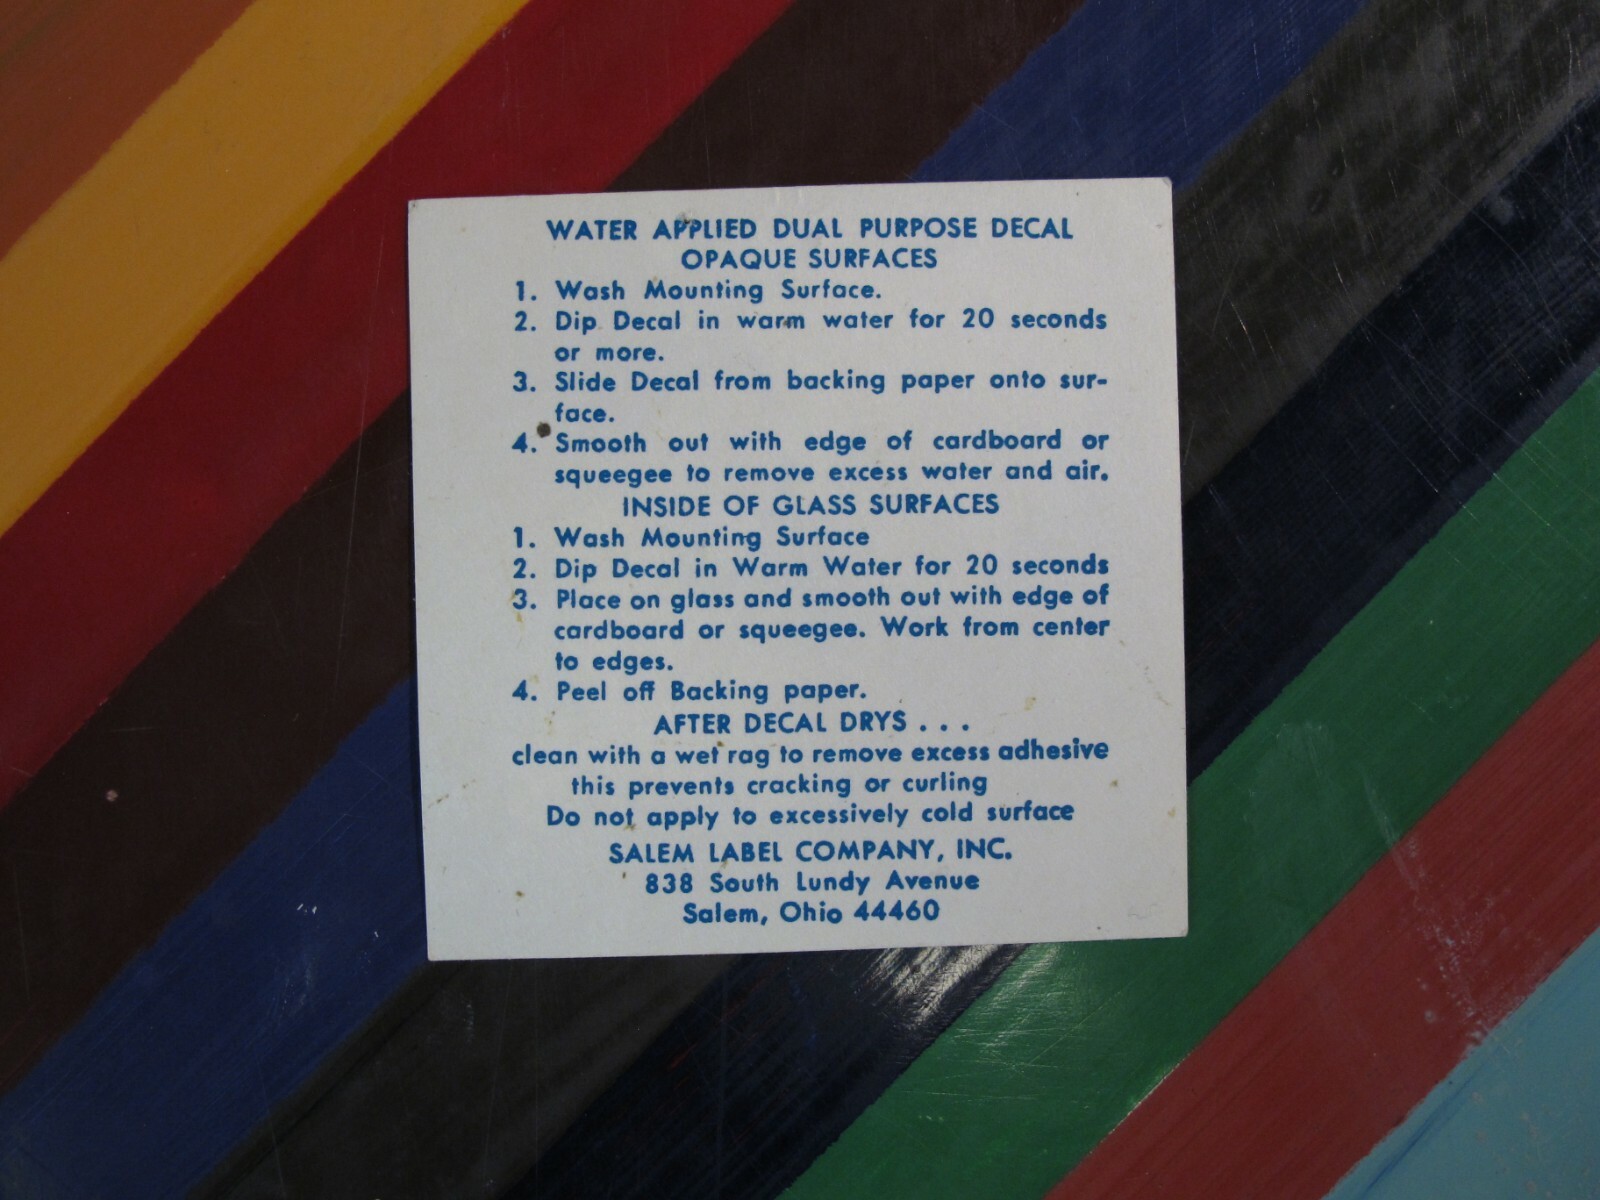 WATER APPLIED DUAL PURPOSE DECAL
OPAQUE SURFACES
1. Wash Mounting Surface.
2. Dip Decal in warm water for 20 seconds
or more.
3. Slide Decal from backing paper onto sur-
face.
4. Smooth out with edge of cardboard or
squeegee to remove excess water and air.
INSIDE OF GLASS SURFACES
1. Wash Mounting Surface
2. Dip Decal in Warm Water for 20 seconds
3. Place on glass and smooth out with edge of
cardboard or squeegee. Work from center
to edges.
4. Peel off Backing paper.
AFTER DECAL DRYS . . .
clean with a wet rag to remove excess adhesive
this prevents cracking or curling
Do not apply to excessively cold surface
SALEM LABEL COMPANY, INC.
838 South Lundy Avenue
Salem, Ohio 44460